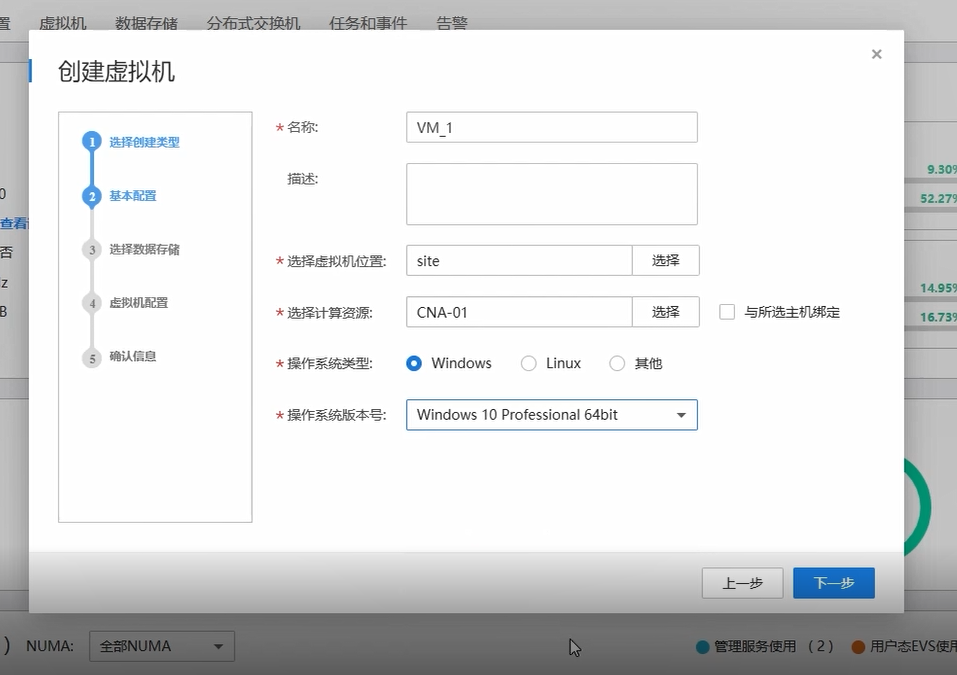 置 虚拟机 数据存储 分布式交换机 任务和事件 告警
创建虚拟机
1 选择创建类型
2 基本配置
3 选择数据存储
4 虚拟机配置
5 确认信息
* 名称: VM_1
描述:
* 选择虚拟机位置: site 选择
* 选择计算资源: CNA-01 选择 与所选主机绑定
* 操作系统类型: Windows Linux 其他
* 操作系统版本号: Windows 10 Professional 64bit
上一步 下一步
0
查看
否
z
B
9.30%
52.27%
14.95%
16.73%
) NUMA: 全部NUMA 管理服务使用 ( 2 ) 用户态EVS使用